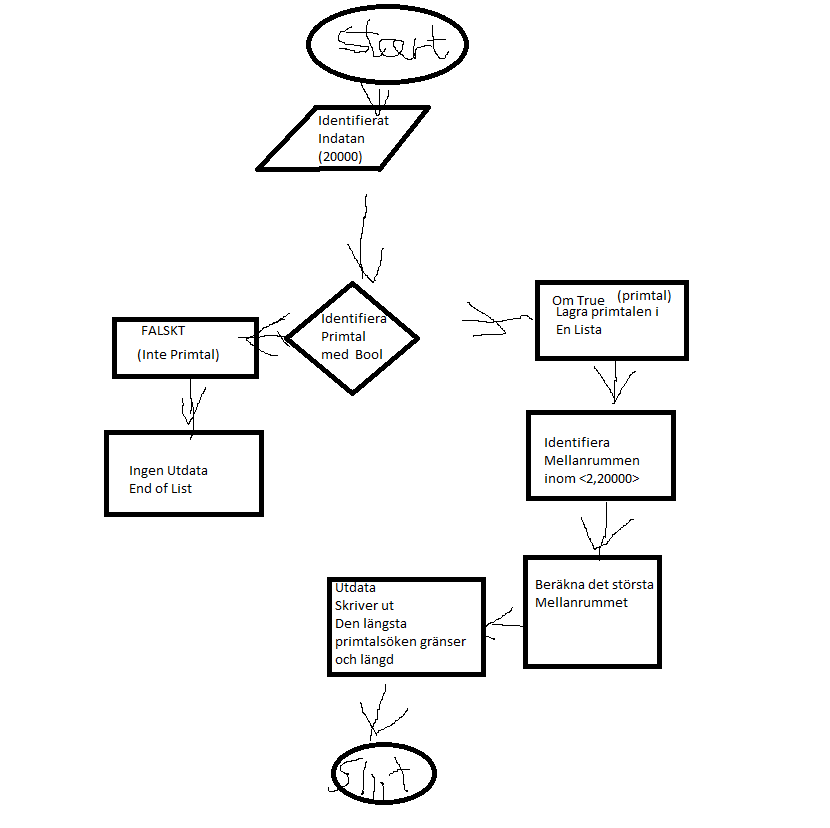 Start
Identifierat
Indatan
(20000)
Identifiera
Primtal
med Bool
FALSKT
(Inte Primtal)
Ingen Utdata
End of List
Om True (primtal)
Lagra primtalen i
En Lista
Identifiera
Mellanrummen
inom <2,20000>
Beräkna det största
Mellanrummet
Utdata
Skriver ut
Den längsta
primtalsöken gränser
och längd
Slut